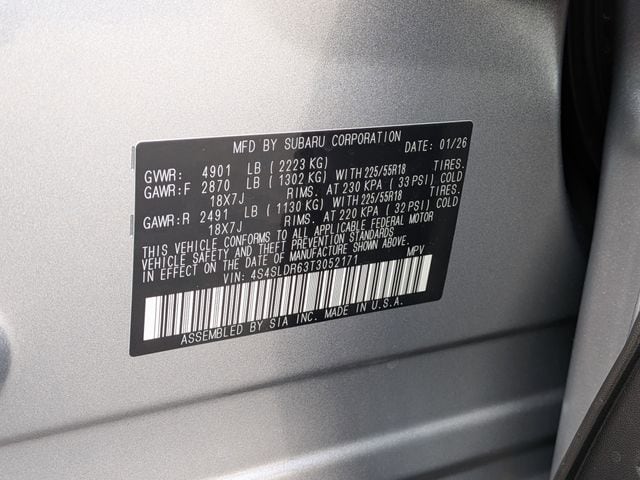 MFD BY SUBARU CORPORATION DATE: 01/26
GVWR: 4901 LB ( 2223 KG)
GAWR:F 2870 LB ( 1302 KG) WITH 225/55R18 TIRES.
18X7J RIMS. AT 230 KPA ( 33 PSI) COLD
GAWR:R 2491 LB ( 1130 KG) WITH 225/55R18 TIRES.
18X7J RIMS. AT 220 KPA ( 32 PSI) COLD
THIS VEHICLE CONFORMS TO ALL APPLICABLE FEDERAL MOTOR
VEHICLE SAFETY AND THEFT PREVENTION STANDARDS
IN EFFECT ON THE DATE OF MANUFACTURE SHOWN ABOVE.
VIN: 4S4SLDR63T3052171 MPV
ASSEMBLED BY SIA INC. MADE IN U.S.A.